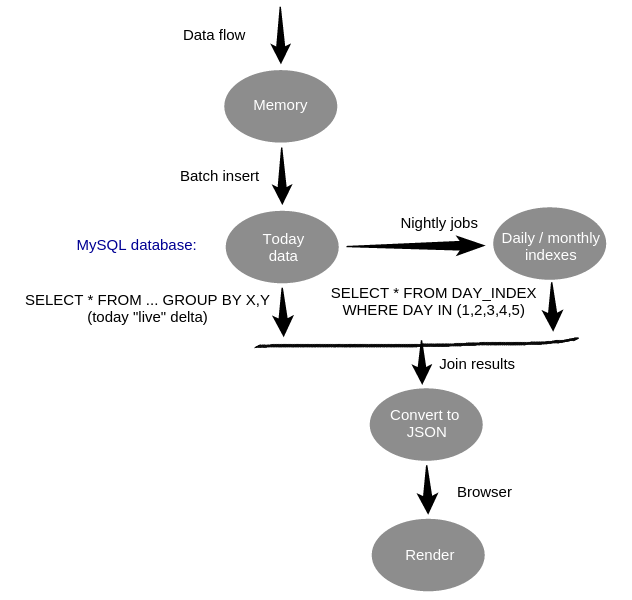 Data flow
Memory
Batch insert
MySQL database:
Today
data
Nightly jobs
Daily / monthly
indexes
SELECT * FROM ... GROUP BY X,Y
(today "live" delta)
SELECT * FROM DAY_INDEX
WHERE DAY IN (1,2,3,4,5)
Join results
Convert to
JSON
Browser
Render